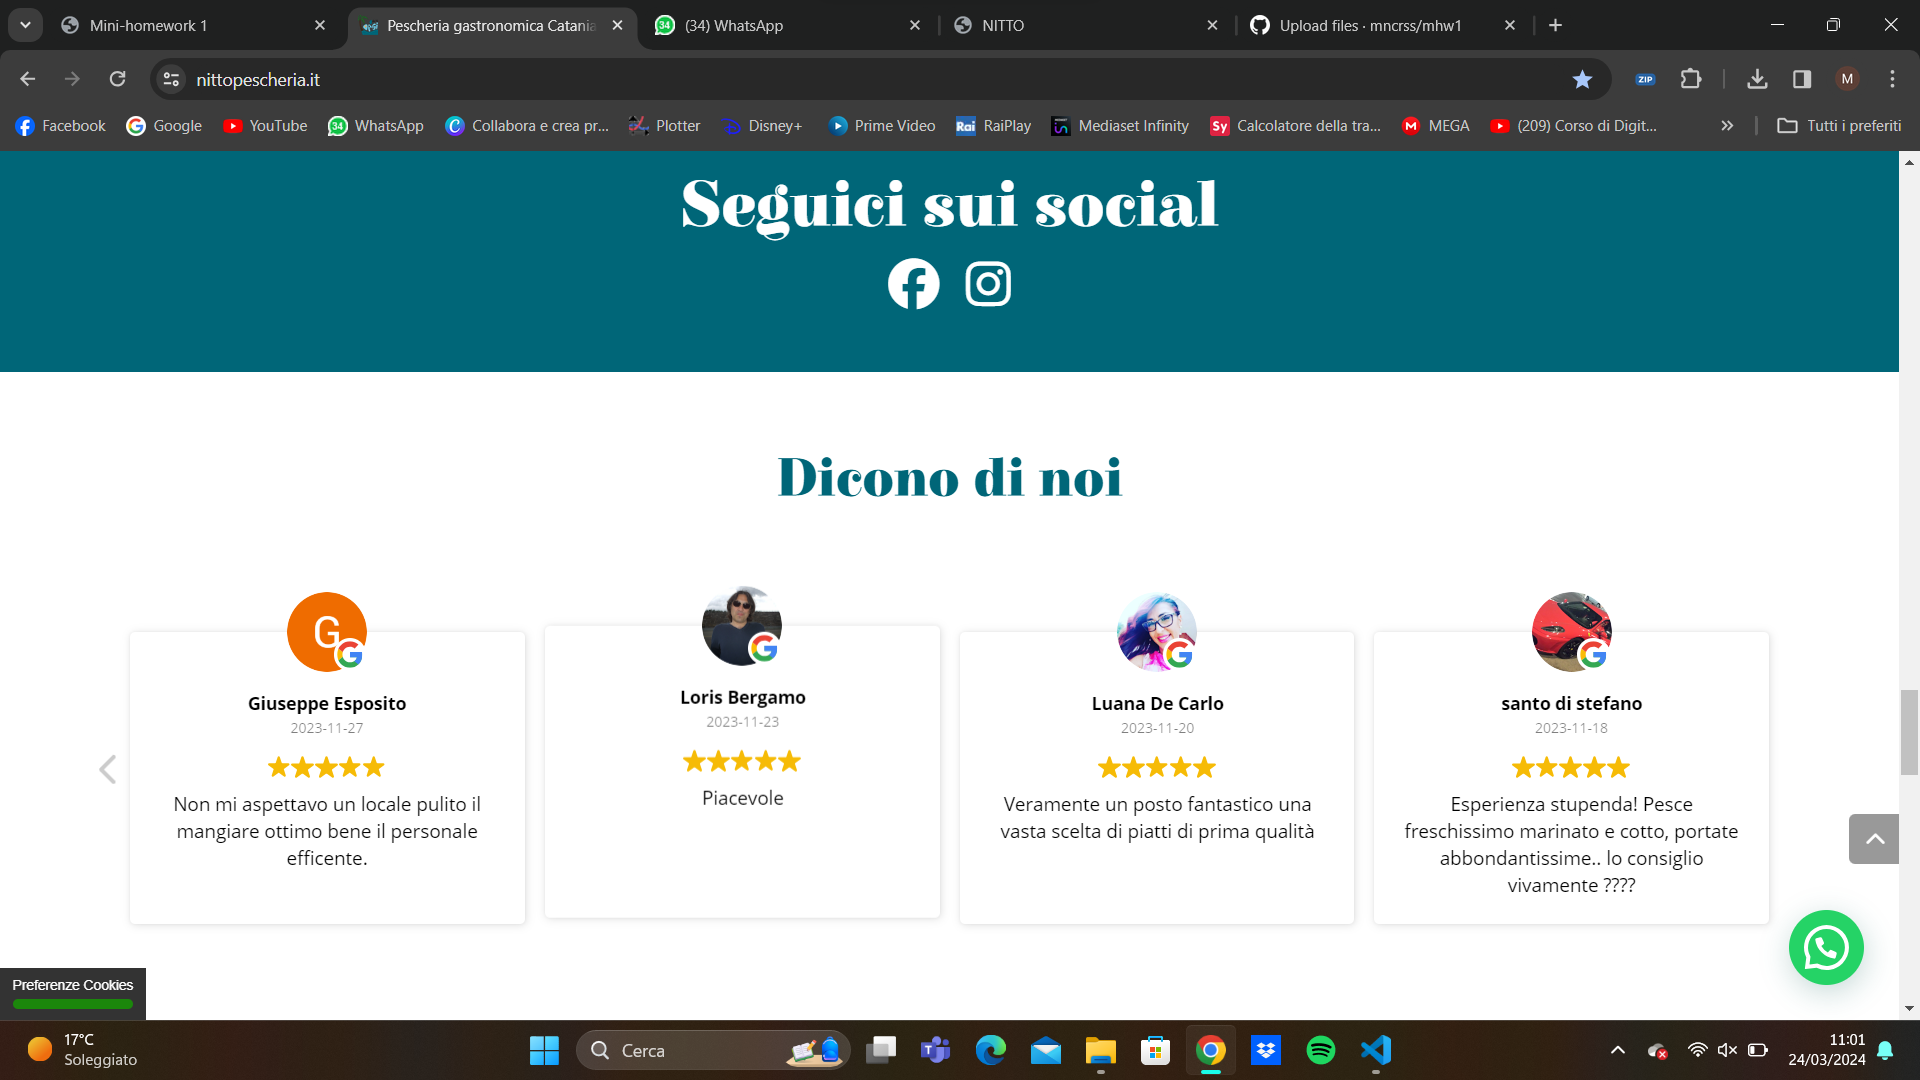 Mini-homework 1
Pescheria gastronomica Catania
(34) WhatsApp
NITTO
Upload files · mncrss/mhw1
nittopescheria.it
ZIP
M
Facebook
Google
YouTube
34
WhatsApp
Collabora e crea pr...
Plotter
Disney+
Prime Video
Rai
RaiPlay
Mediaset Infinity
Sy
Calcolatore della tra...
MEGA
(209) Corso di Digit...
Tutti i preferiti
Seguici sui social
Dicono di noi
G
Giuseppe Esposito
2023-11-27
Non mi aspettavo un locale pulito il
mangiare ottimo bene il personale
efficente.
Loris Bergamo
2023-11-23
Piacevole
Luana De Carlo
2023-11-20
Veramente un posto fantastico una
vasta scelta di piatti di prima qualità
santo di stefano
2023-11-18
Esperienza stupenda! Pesce
freschissimo marinato e cotto, portate
abbondantissime.. lo consiglio
vivamente ????
Preferenze Cookies
17°C
Soleggiato
Cerca
11:01
24/03/2024